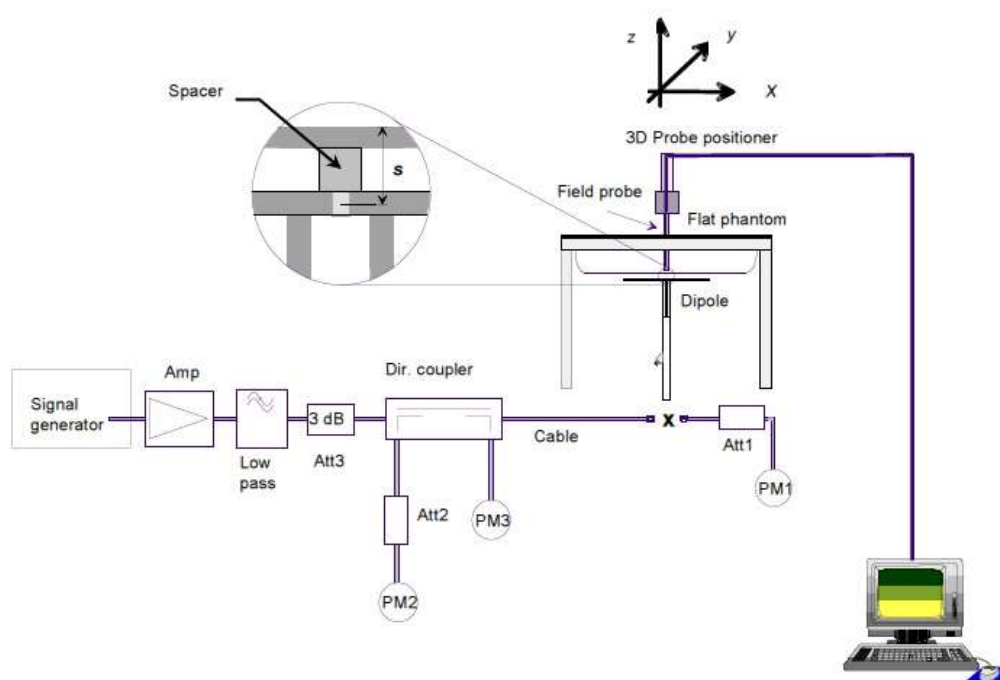 z
y
X
Spacer
3D Probe positioner
s
Field probe
Flat phantom
Dipole
Dir. coupler
Amp
Signal
generator
3 dB
Cable
X
Att1
Low
pass
Att3
Att2
PM3
PM1
PM2